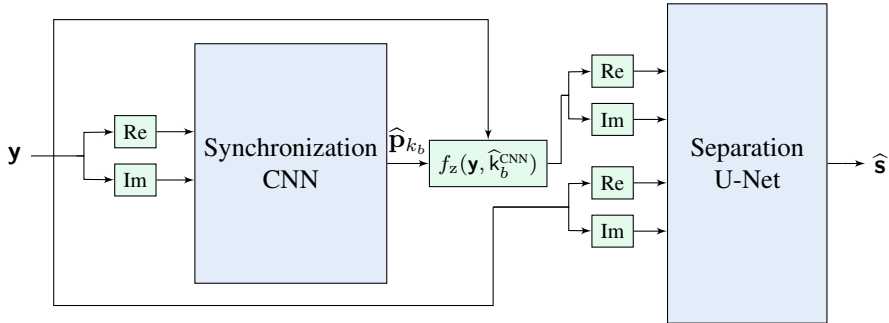 y
Re
Im
Synchronization
CNN
p̂_{k_b}
f_z(y, k̂_b^{CNN})
Re
Im
Re
Im
Separation
U-Net
ŝ